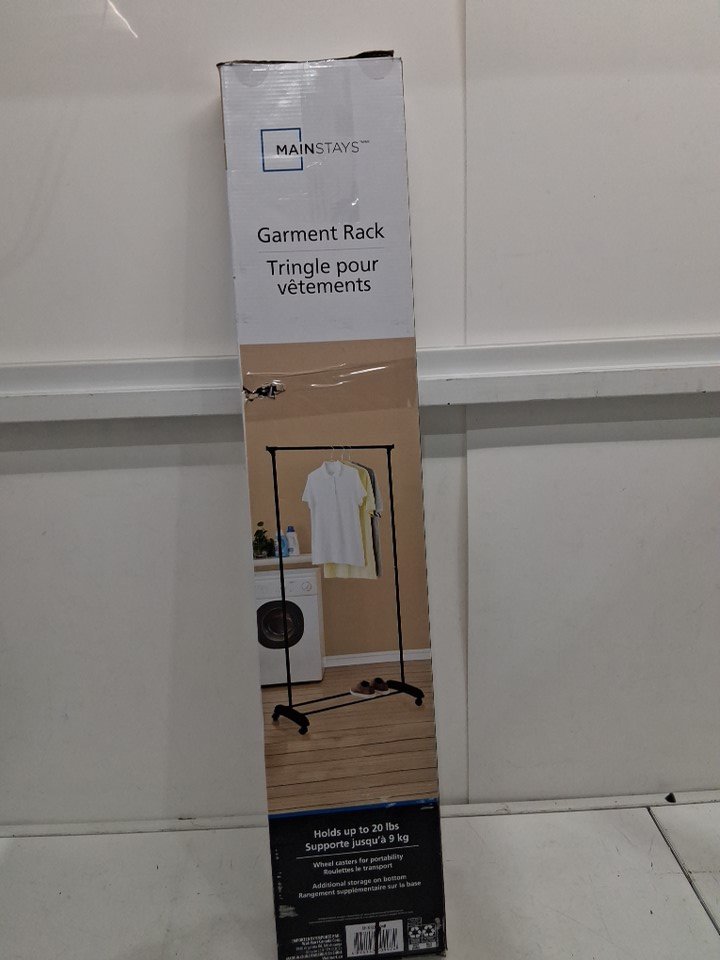 MAINSTAYS
Garment Rack
Tringle pour
vêtements
Holds up to 20 lbs
Supporte jusqu'à 9 kg
Wheel casters for portability
Roulettes le transport
Additional storage on bottom
Rangement supplémentaire sur la base